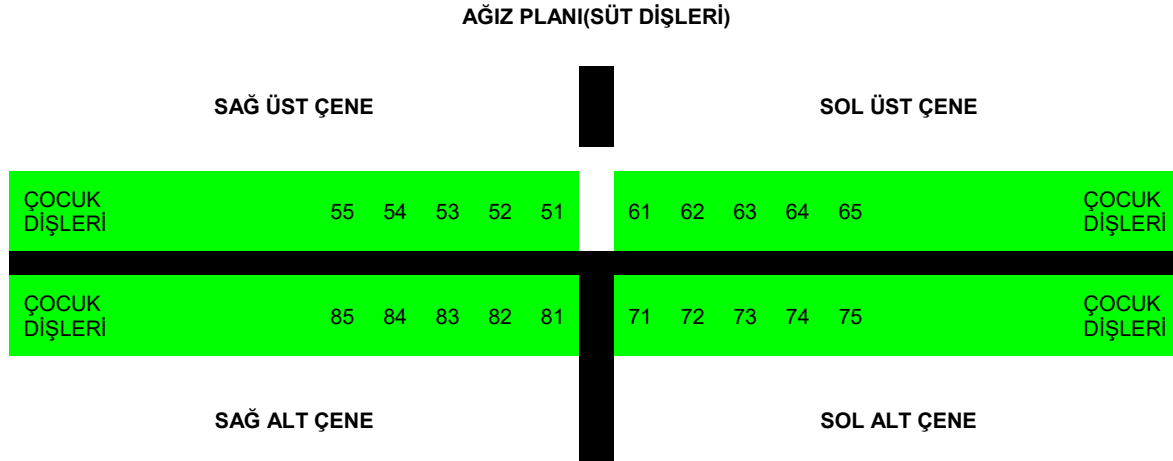 AĞIZ PLANI(SÜT DİŞLERİ)
SAĞ ÜST ÇENE
SOL ÜST ÇENE
ÇOCUK
DİŞLERİ
55 54 53 52 51
61 62 63 64 65
ÇOCUK
DİŞLERİ
ÇOCUK
DİŞLERİ
85 84 83 82 81
71 72 73 74 75
ÇOCUK
DİŞLERİ
SAĞ ALT ÇENE
SOL ALT ÇENE